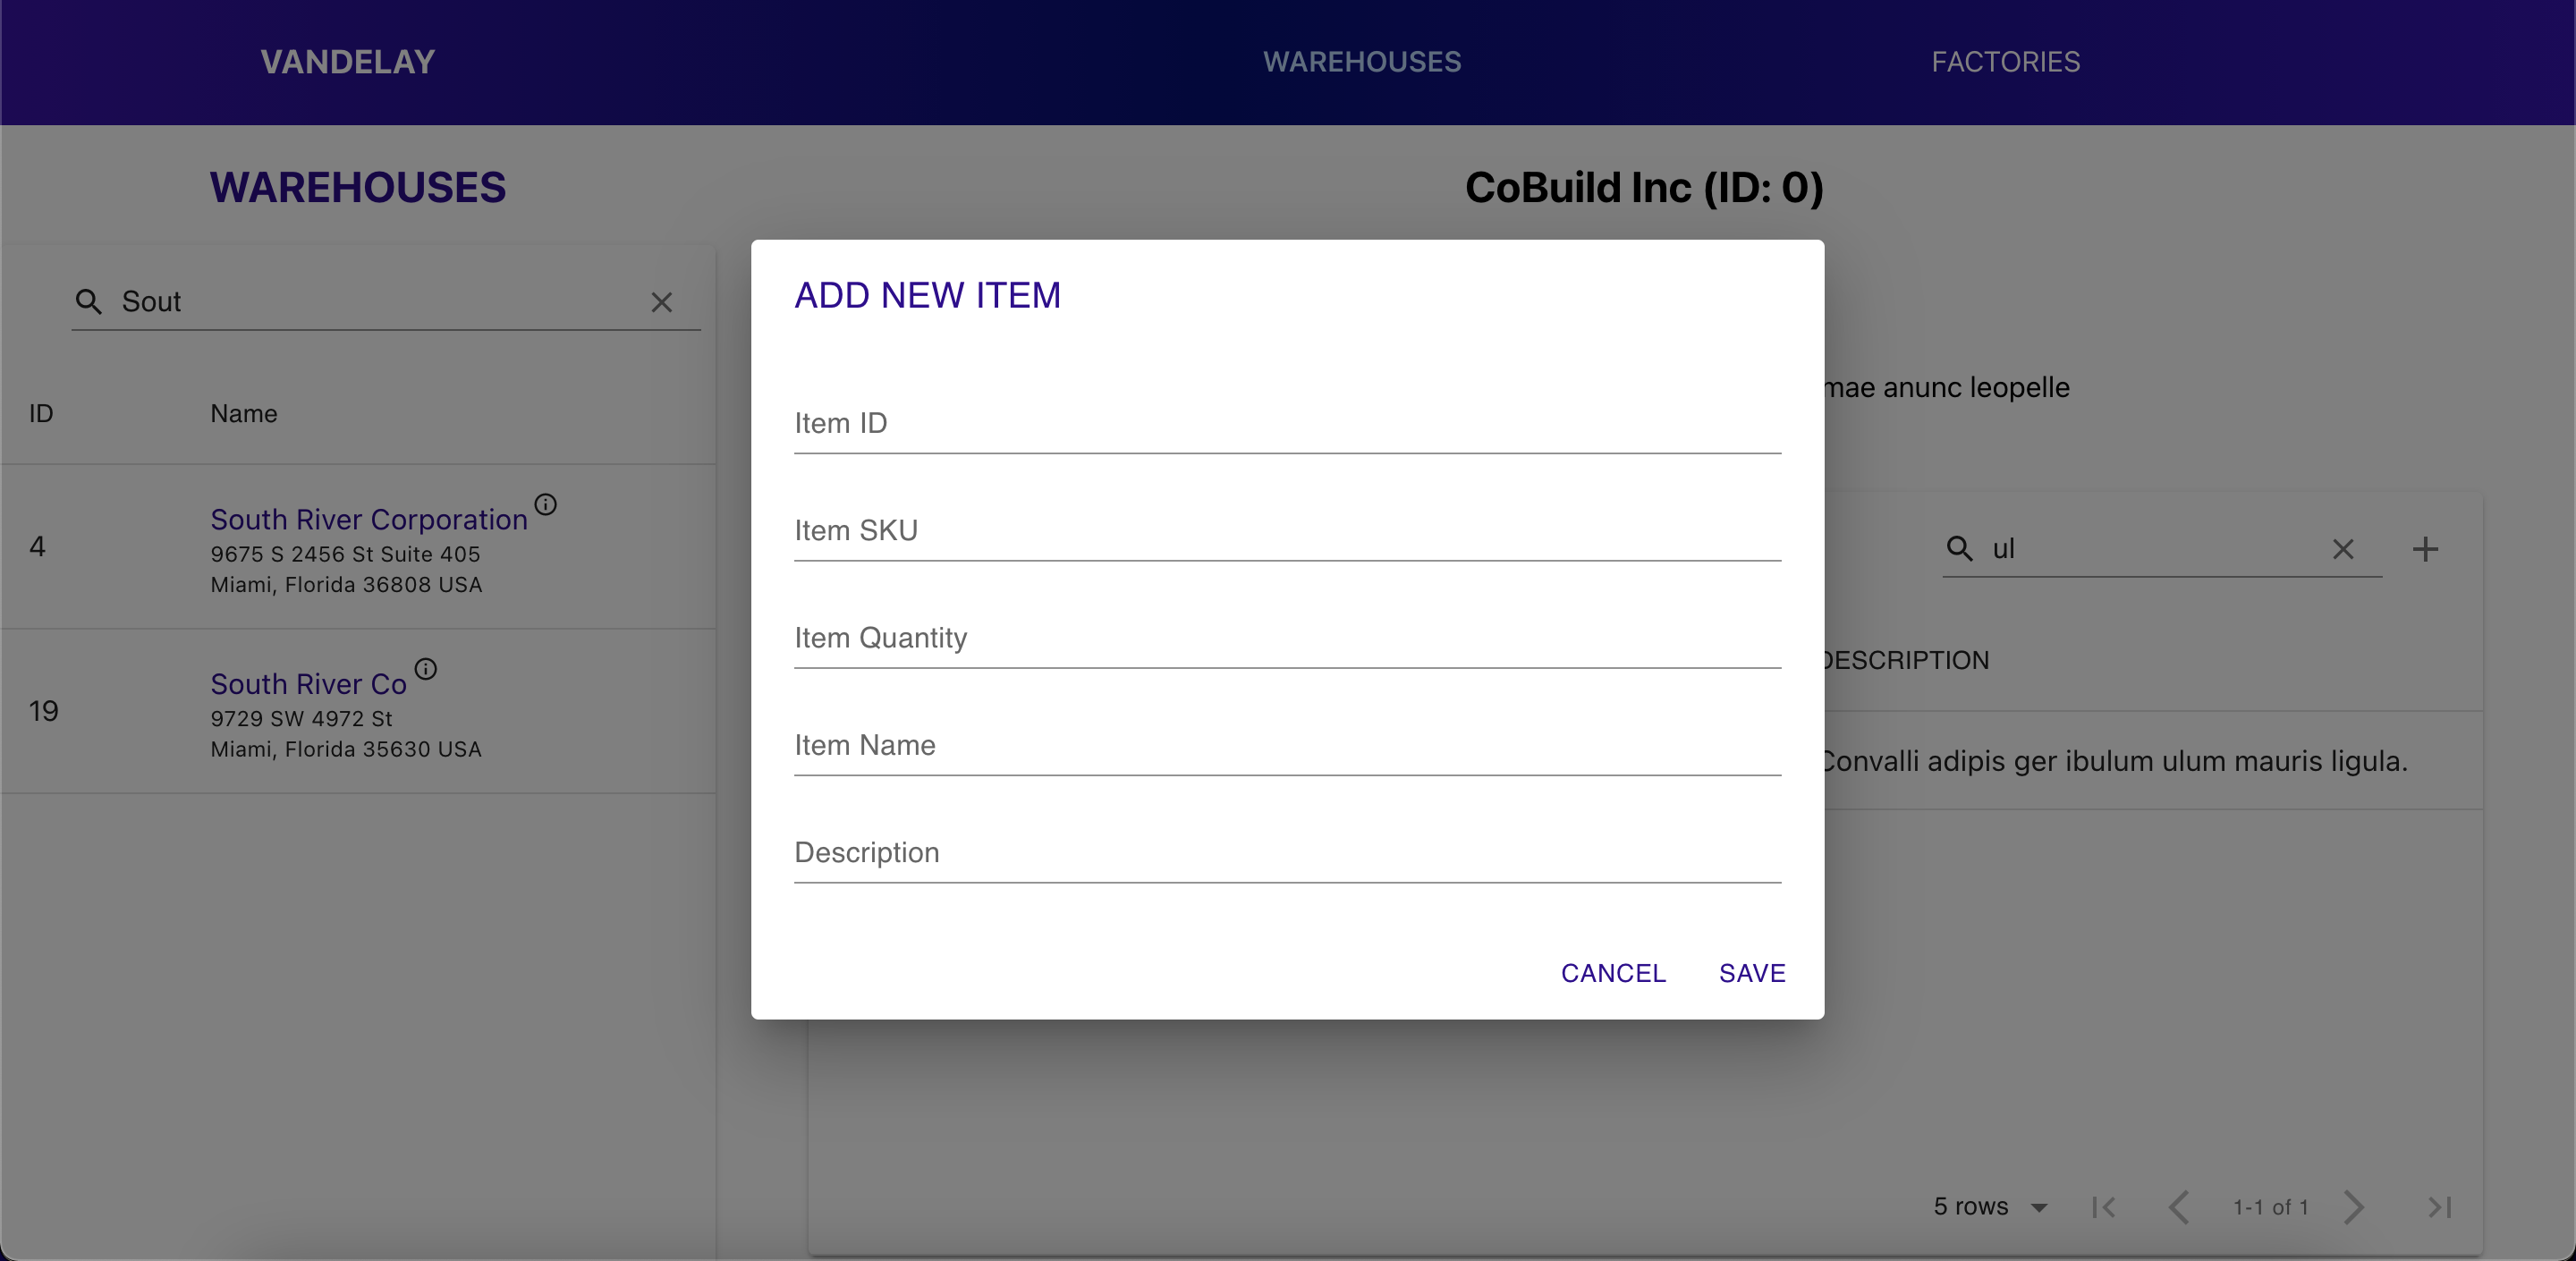 VANDELAY
WAREHOUSES
FACTORIES
WAREHOUSES
Sout
ID Name
4
South River Corporation
9675 S 2456 St Suite 405
Miami, Florida 36808 USA
19
South River Co
9729 SW 4972 St
Miami, Florida 35630 USA
CoBuild Inc (ID: 0)
mae anunc leopelle
ul
DESCRIPTION
Convalli adipis ger ibulum ulum mauris ligula.
5 rows
1-1 of 1
ADD NEW ITEM
Item ID
Item SKU
Item Quantity
Item Name
Description
CANCEL SAVE